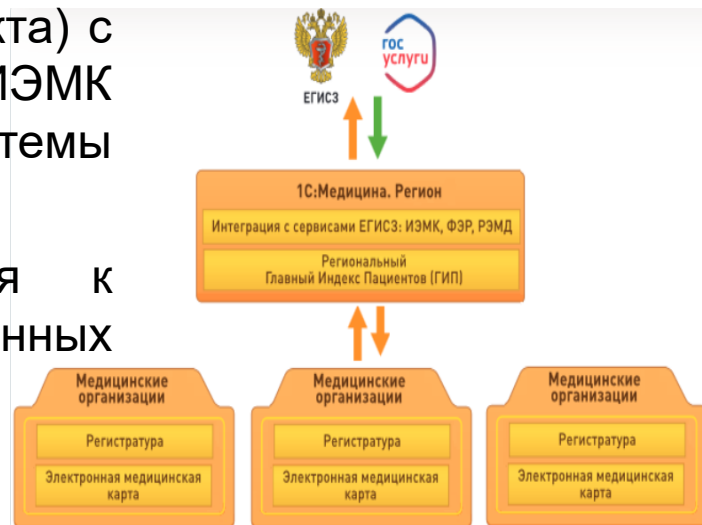 кта) с
ИЭМК
темы
я к
нных
ЕГИСЗ
гос
услуги
1С:Медицина. Регион
Интеграция с сервисами ЕГИСЗ: ИЭМК, ФЭР, РЭМД
Региональный
Главный Индекс Пациентов (ГИП)
Медицинские
организации
Регистратура
Электронная медицинская
карта
Медицинские
организации
Регистратура
Электронная медицинская
карта
Медицинские
организации
Регистратура
Электронная медицинская
карта